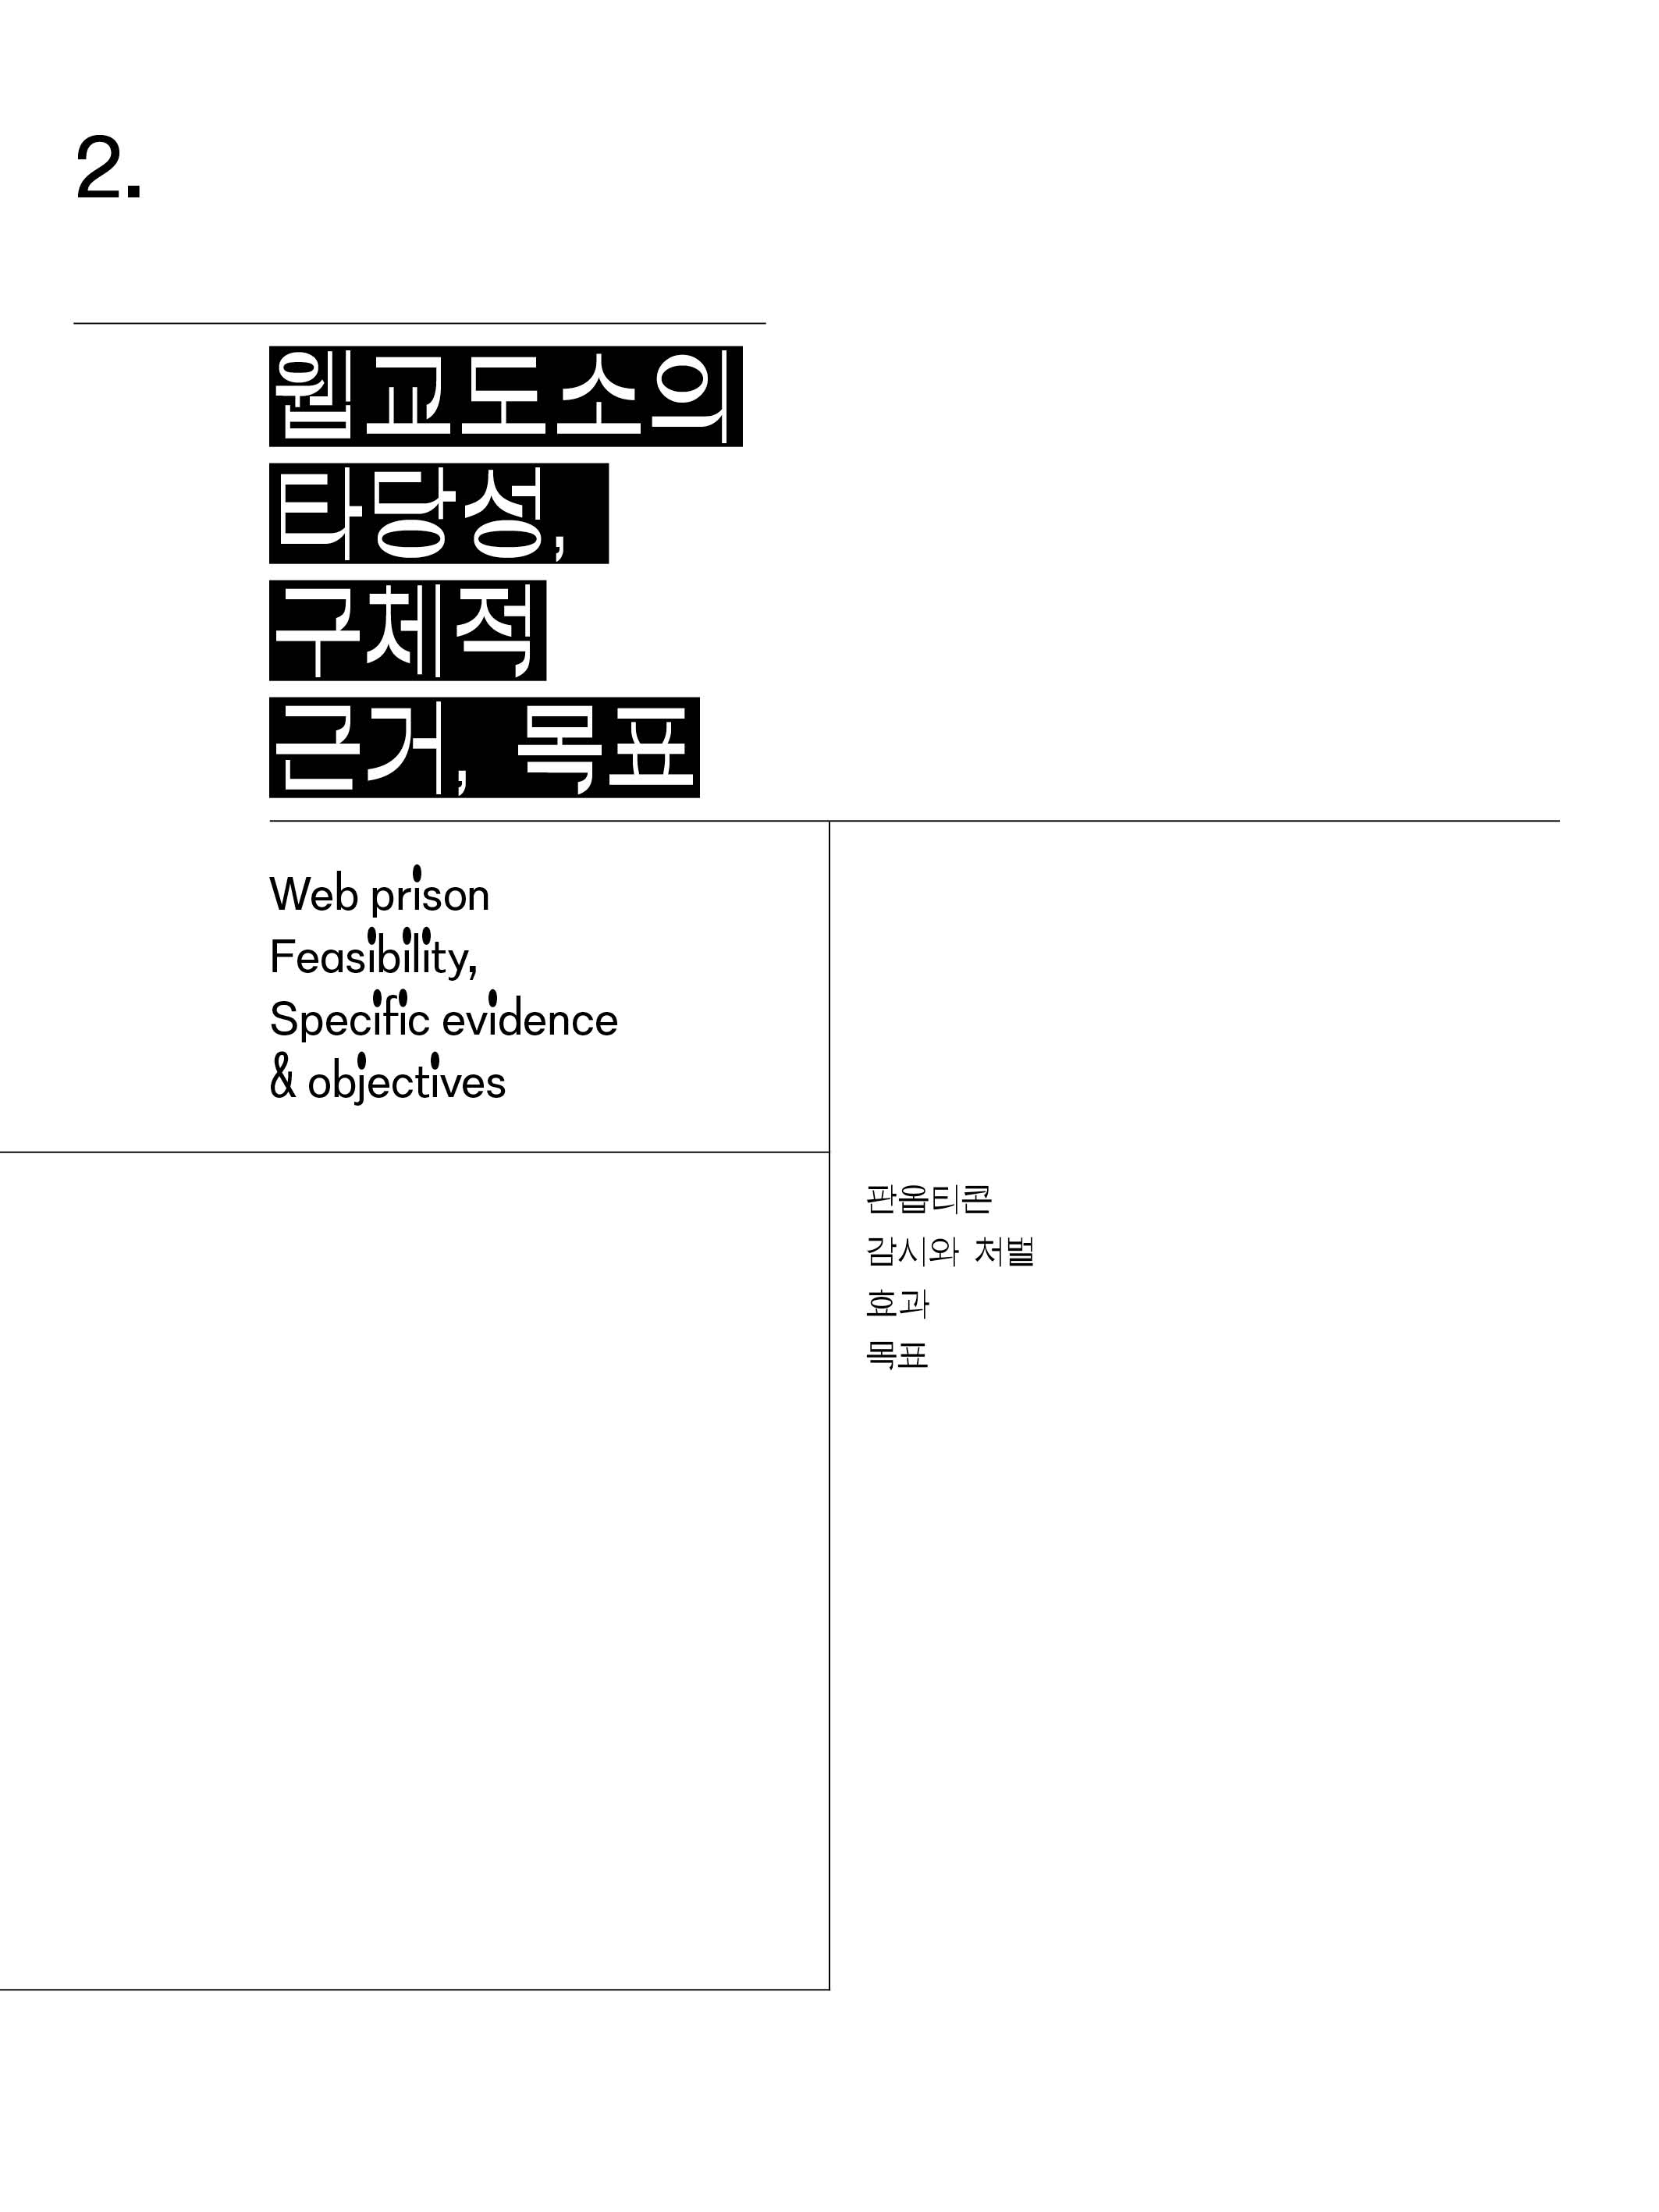 2.
웹교도소의
타당성,
구체적
근거, 목표
Web prison
Feasibility,
Specific evidence
& objectives
판옵티콘
감시와 처벌
효과
목표